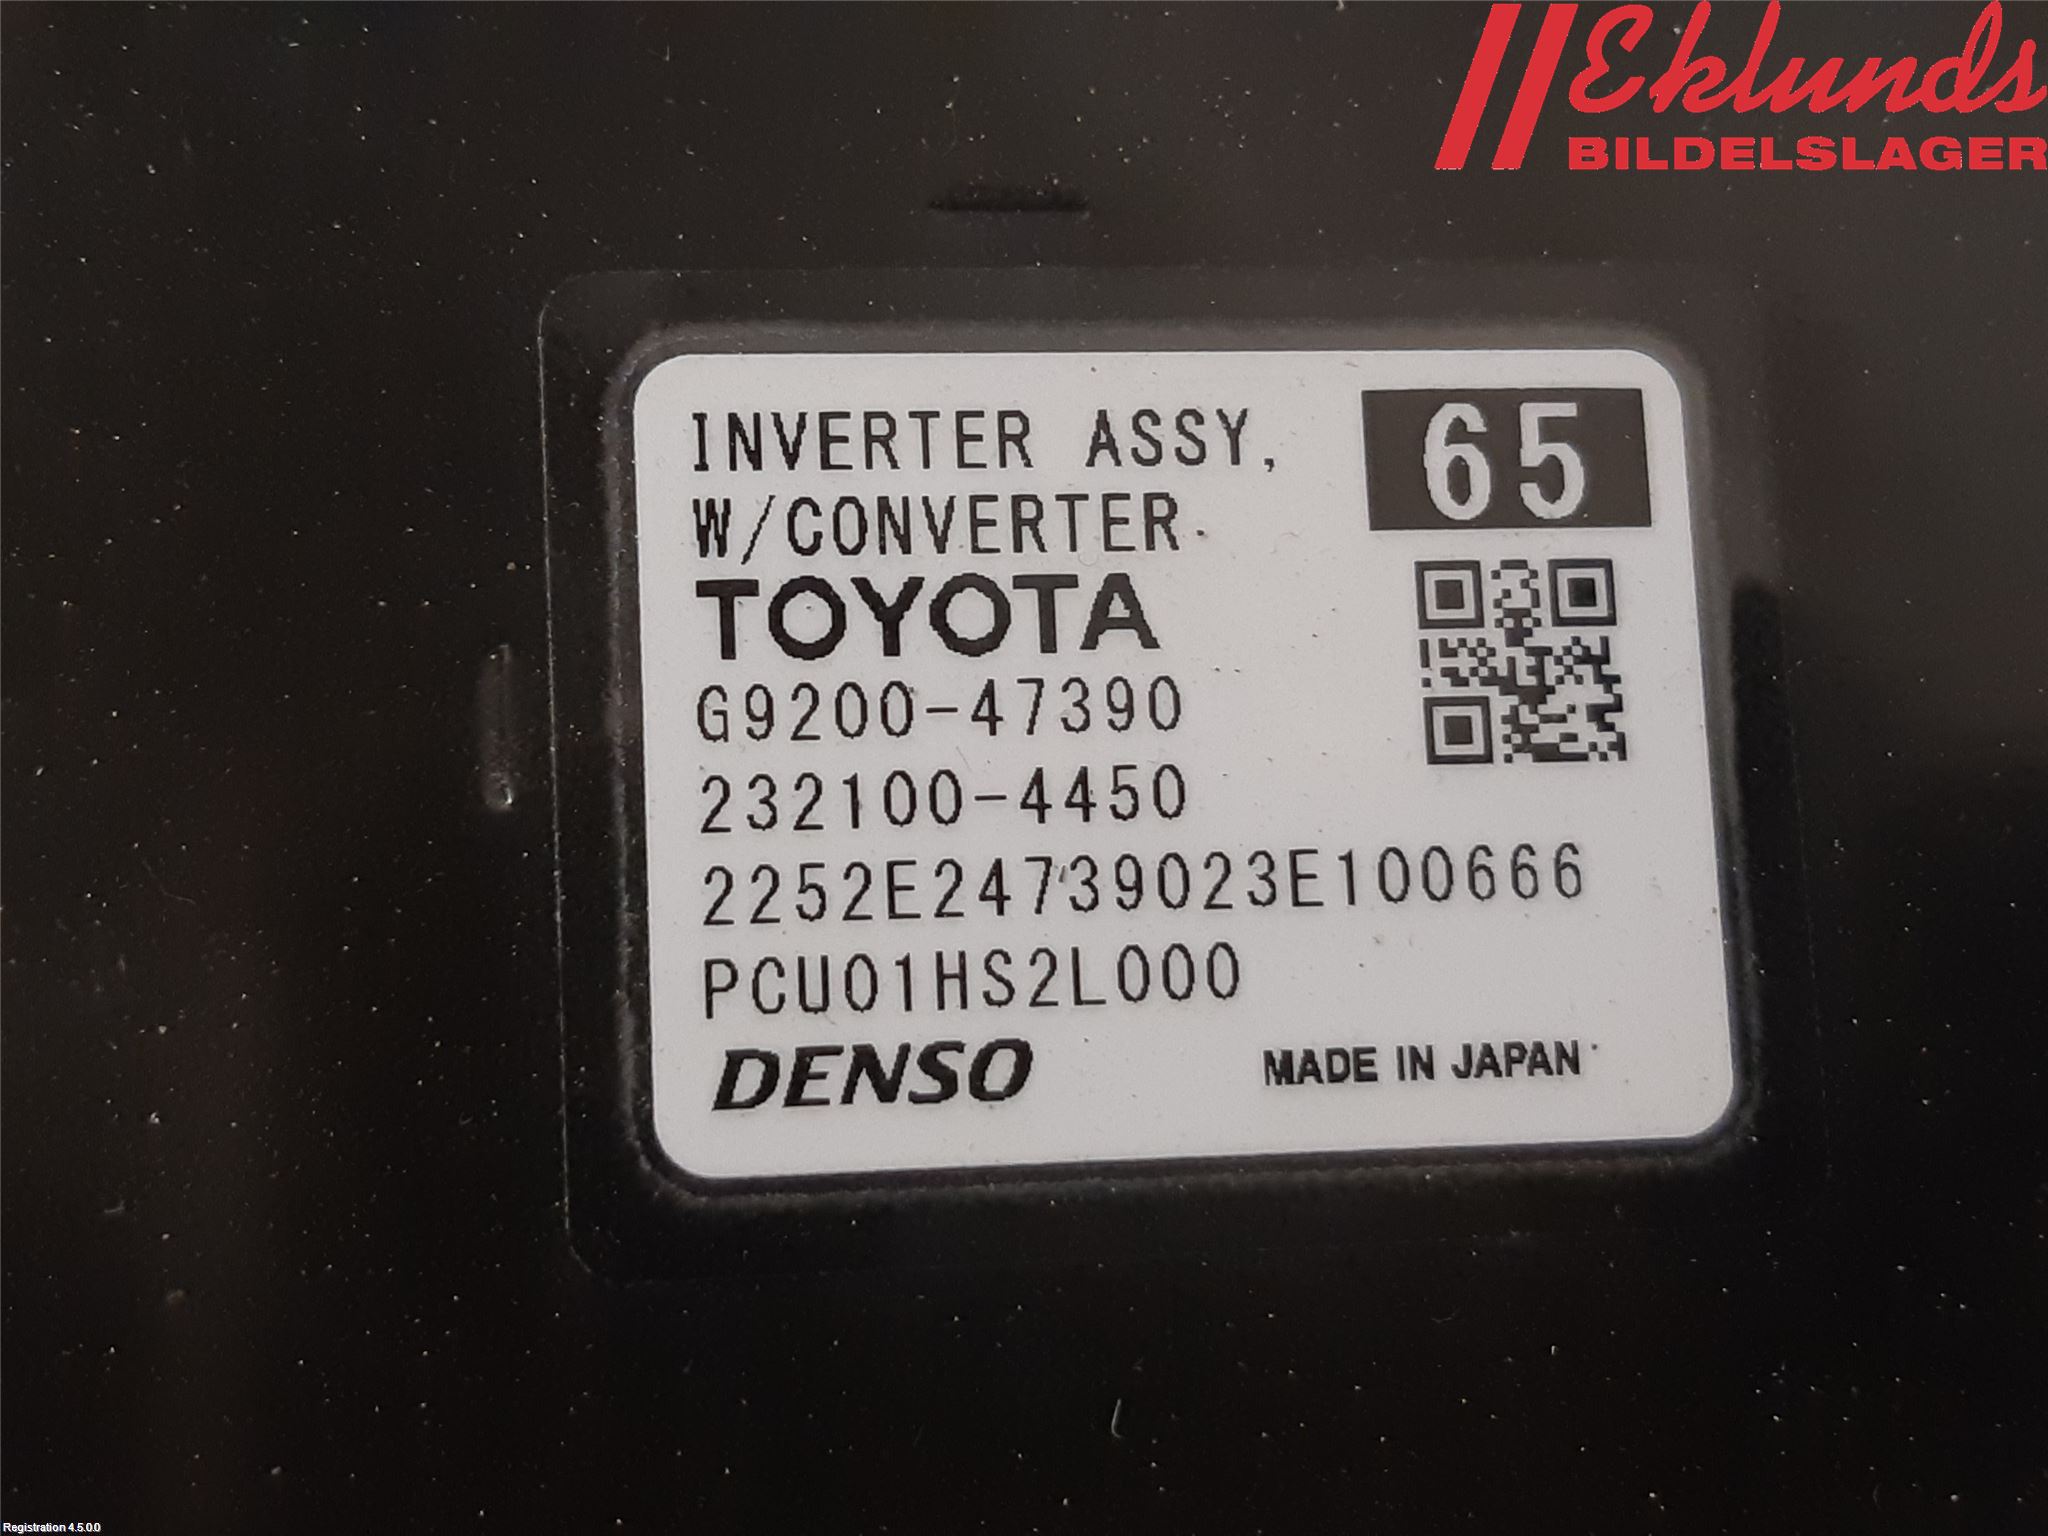 Eklunds
BILDELSLAGER
INVERTER ASSY,
W/CONVERTER
65
TOYOTA
G9200-47390
232100-4450
2252E24739023E100666
PCU01HS2L000
DENSO
MADE IN JAPAN
Registration 4.5.0.0